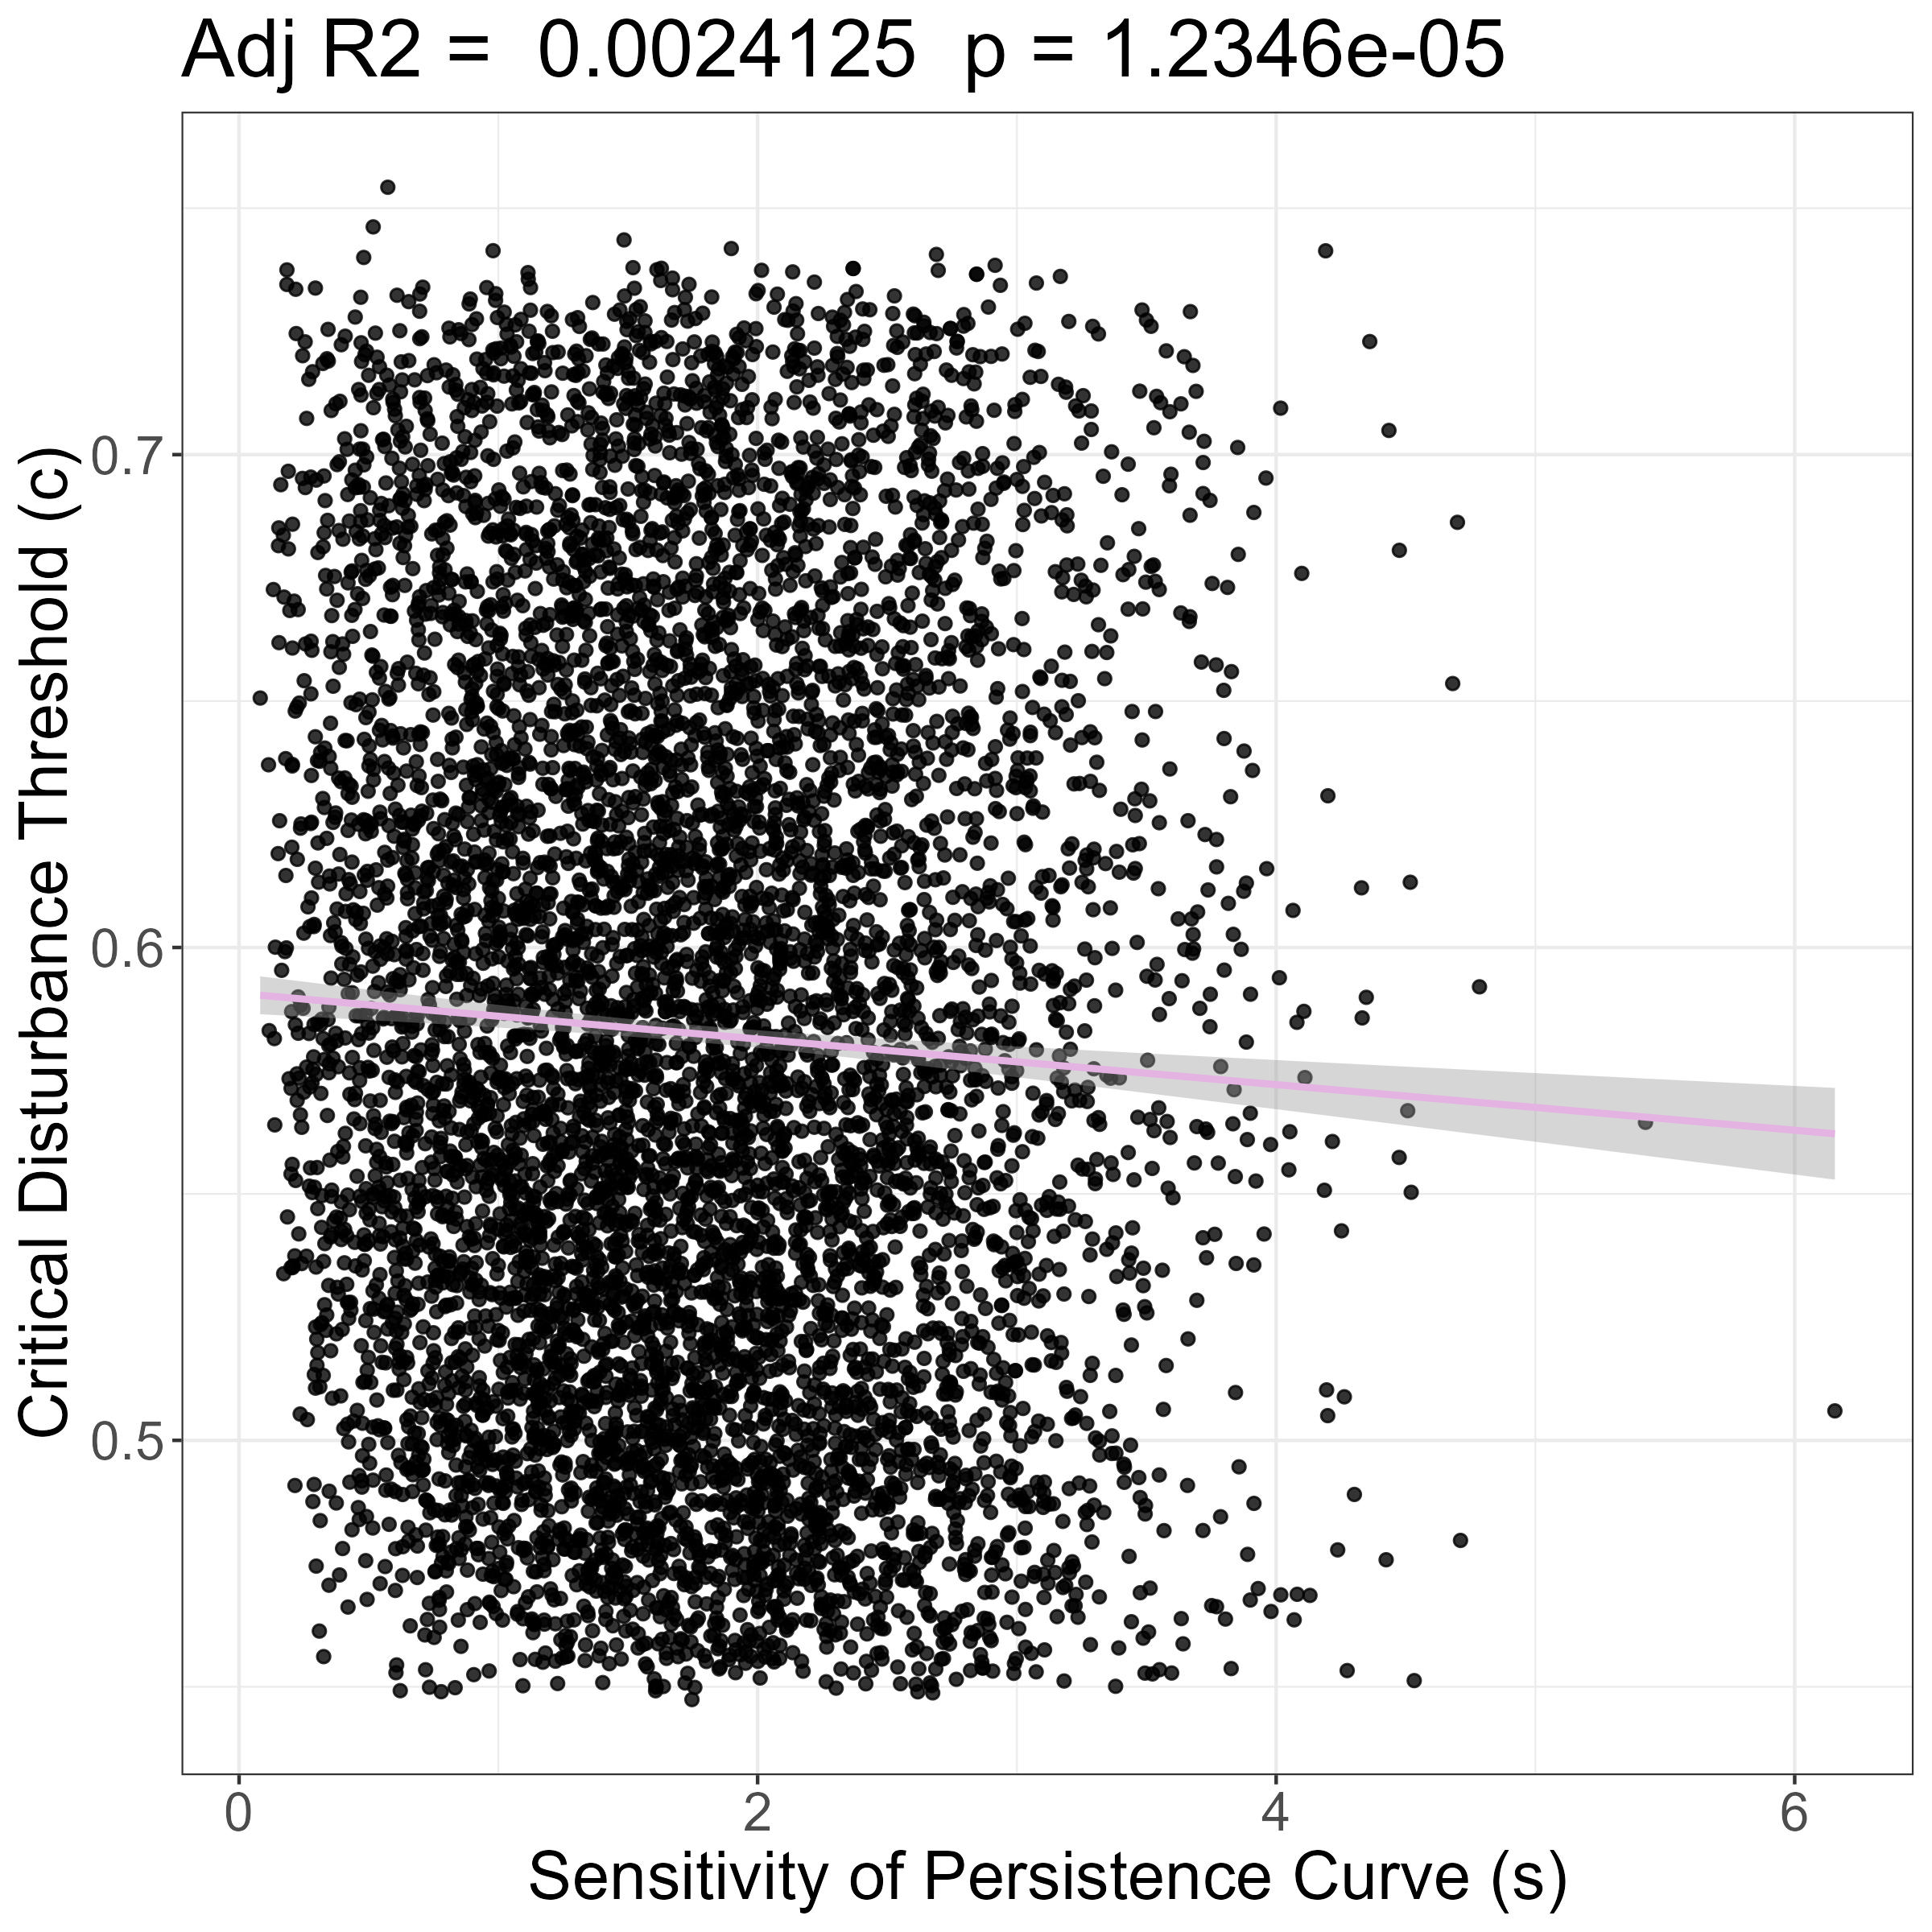 Adj R2 =  0.0024125  p = 1.2346e-05
Critical Disturbance Threshold (c)
0.7
0.6
0.5
0
2
4
6
Sensitivity of Persistence Curve (s)